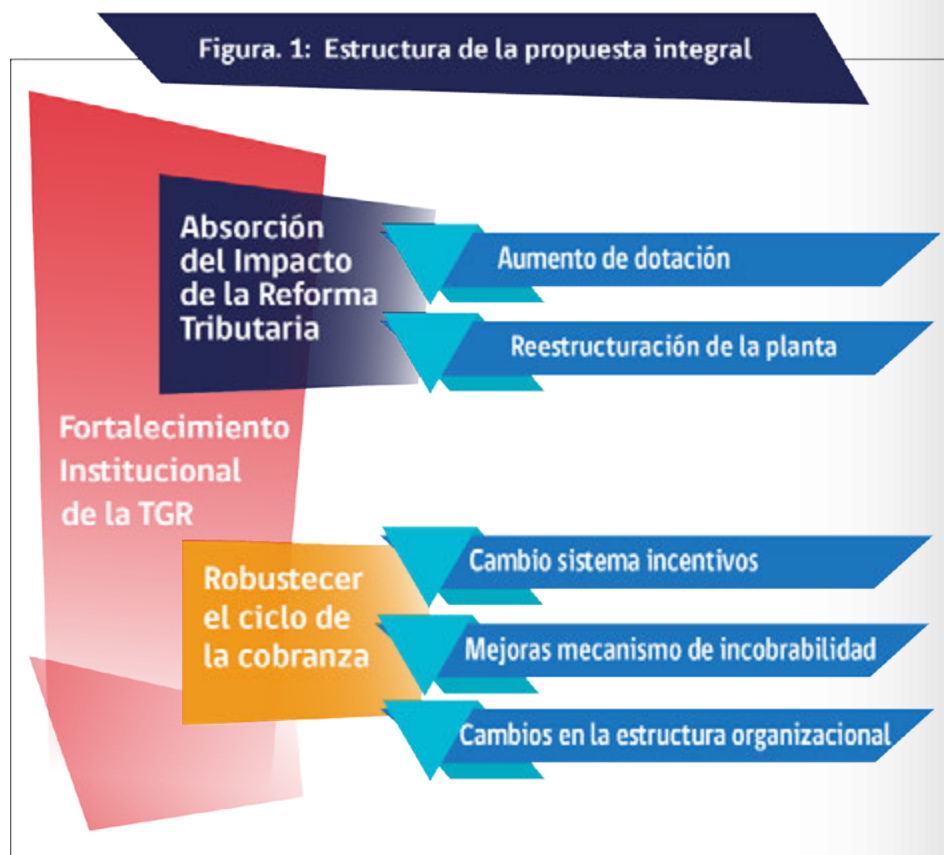 Figura. 1: Estructura de la propuesta integral
Absorción
del Impacto
de la Reforma
Tributaria
Aumento de dotación
Reestructuración de la planta
Fortalecimiento
Institucional
de la TGR
Robustecer
el ciclo de
la cobranza
Cambio sistema incentivos
Mejoras mecanismo de incobrabilidad
Cambios en la estructura organizacional